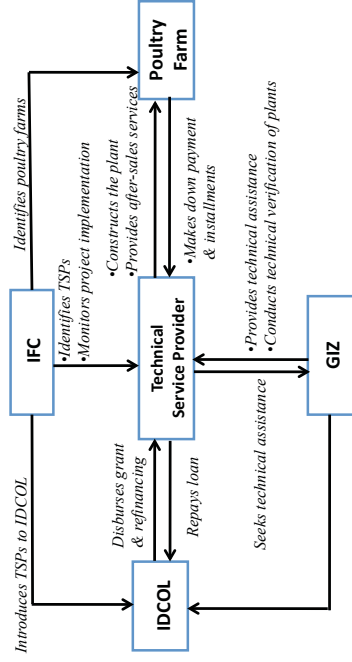 Introduces TSPs to IDCOL
Identifies poultry farms
IFC
•Identifies TSPs
•Monitors project implementation
•Constructs the plant
•Provides after-sales services
Disburses grant
& refinancing
IDCOL
Technical
Service Provider
Poultry
Farm
Repays loan
•Makes down payment
& installments
Seeks technical assistance
•Provides technical assistance
•Conducts technical verification of plants
GIZ